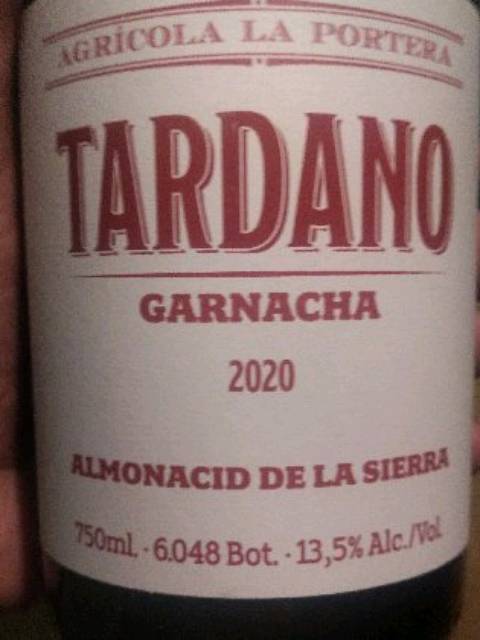 AGRÍCOLA LA PORTERA
TARDANO
GARNACHA
2020
ALMONACID DE LA SIERRA
750ml. · 6.048 Bot. · 13,5% Alc./Vol.